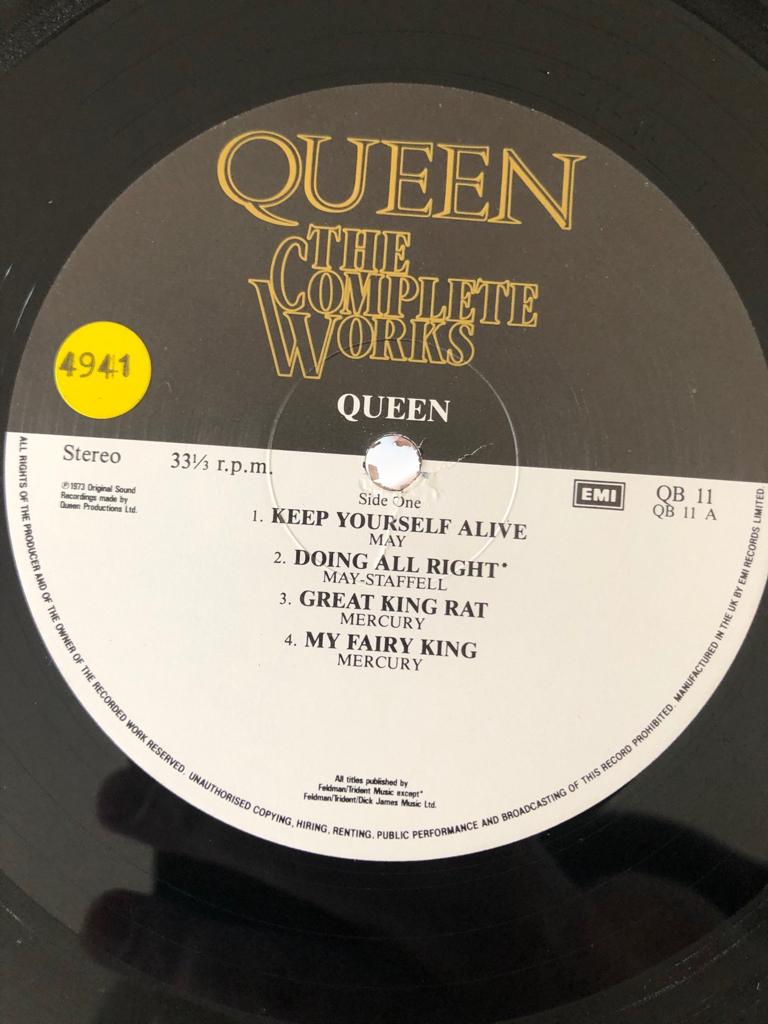 QUEEN
THE
COMPLETE
WORKS
4941
QUEEN
Stereo 33⅓ r.p.m.
℗1973 Original Sound
Recordings made by
Queen Productions Ltd.
EMI
QB 11
QB 11 A
Side One
1. KEEP YOURSELF ALIVE
MAY
2. DOING ALL RIGHT*
MAY-STAFFELL
3. GREAT KING RAT
MERCURY
4. MY FAIRY KING
MERCURY
All titles published by
Feldman/Trident Music except*
Feldman/Trident/Dick James Music Ltd.
ALL RIGHTS OF THE PRODUCER AND OF THE OWNER OF THE RECORDED WORK RESERVED. UNAUTHORISED COPYING, HIRING, RENTING, PUBLIC PERFORMANCE AND BROADCASTING OF THIS RECORD PROHIBITED. MANUFACTURED IN THE UK BY EMI RECORDS LIMITED.